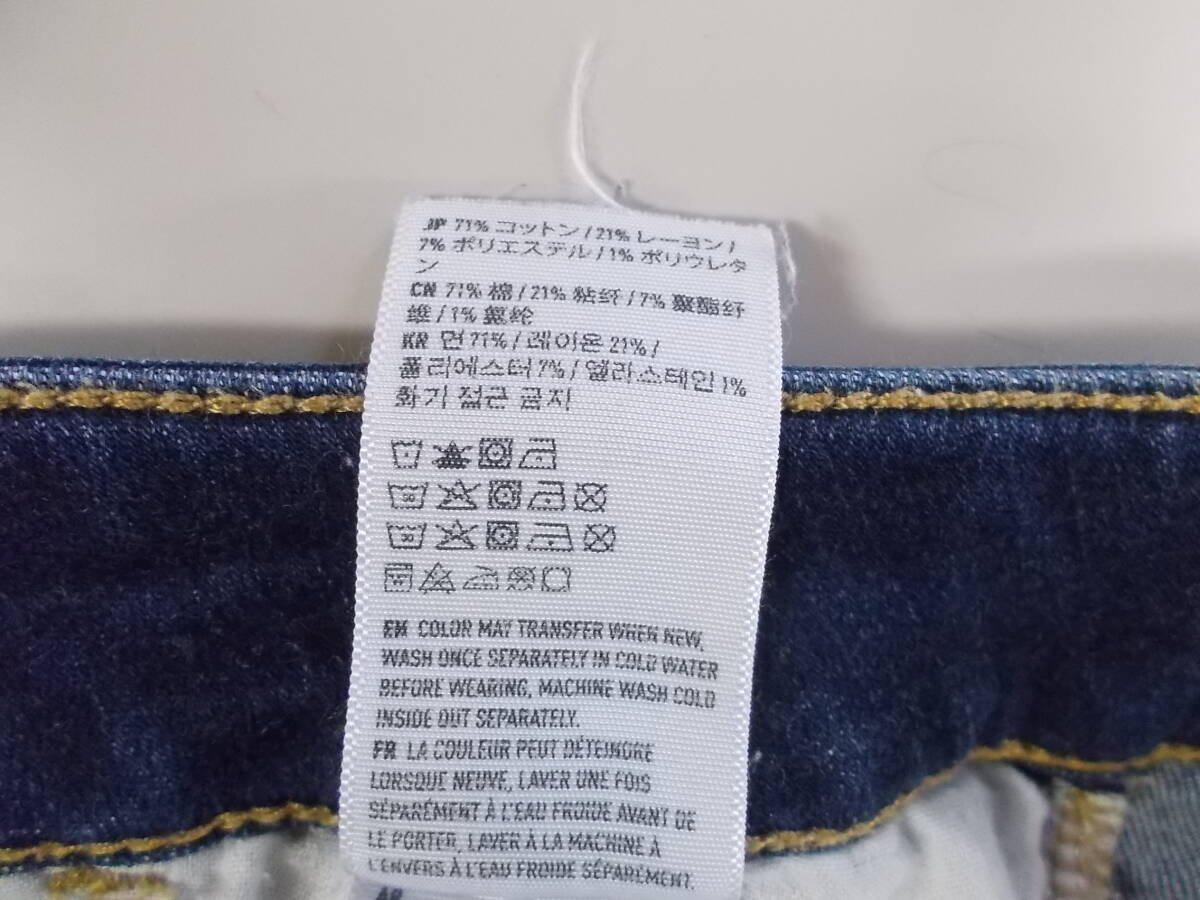 JP 71% コットン / 21% レーヨン /
7% ポリエステル / 1% ポリウレタ
ン
CN 71% 棉 / 21% 粘纤 / 7% 聚酯纤
维 / 1% 氨纶
KR 면 71% / 레이온 21% /
폴리에스터 7% / 엘라스테인 1%
화기 접근 금지
EN COLOR MAY TRANSFER WHEN NEW,
WASH ONCE SEPARATELY IN COLD WATER
BEFORE WEARING, MACHINE WASH COLD
INSIDE OUT SEPARATELY.
FR LA COULEUR PEUT DÉTEINDRE
LORSQUE NEUVE, LAVER UNE FOIS
SÉPARÉMENT À L'EAU FROIDE AVANT DE
LE PORTER, LAVER À LA MACHINE À
L'ENVERS À L'EAU FROIDE SÉPARÉMENT.